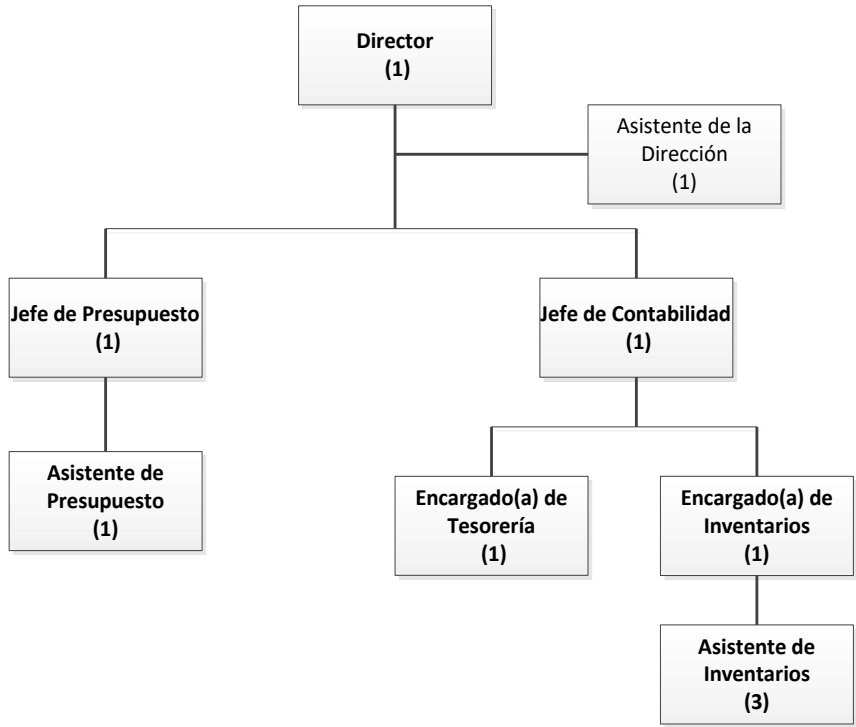 Director
(1)
Asistente de la
Dirección
(1)
Jefe de Presupuesto
(1)
Jefe de Contabilidad
(1)
Asistente de
Presupuesto
(1)
Encargado(a) de
Tesorería
(1)
Encargado(a) de
Inventarios
(1)
Asistente de
Inventarios
(3)